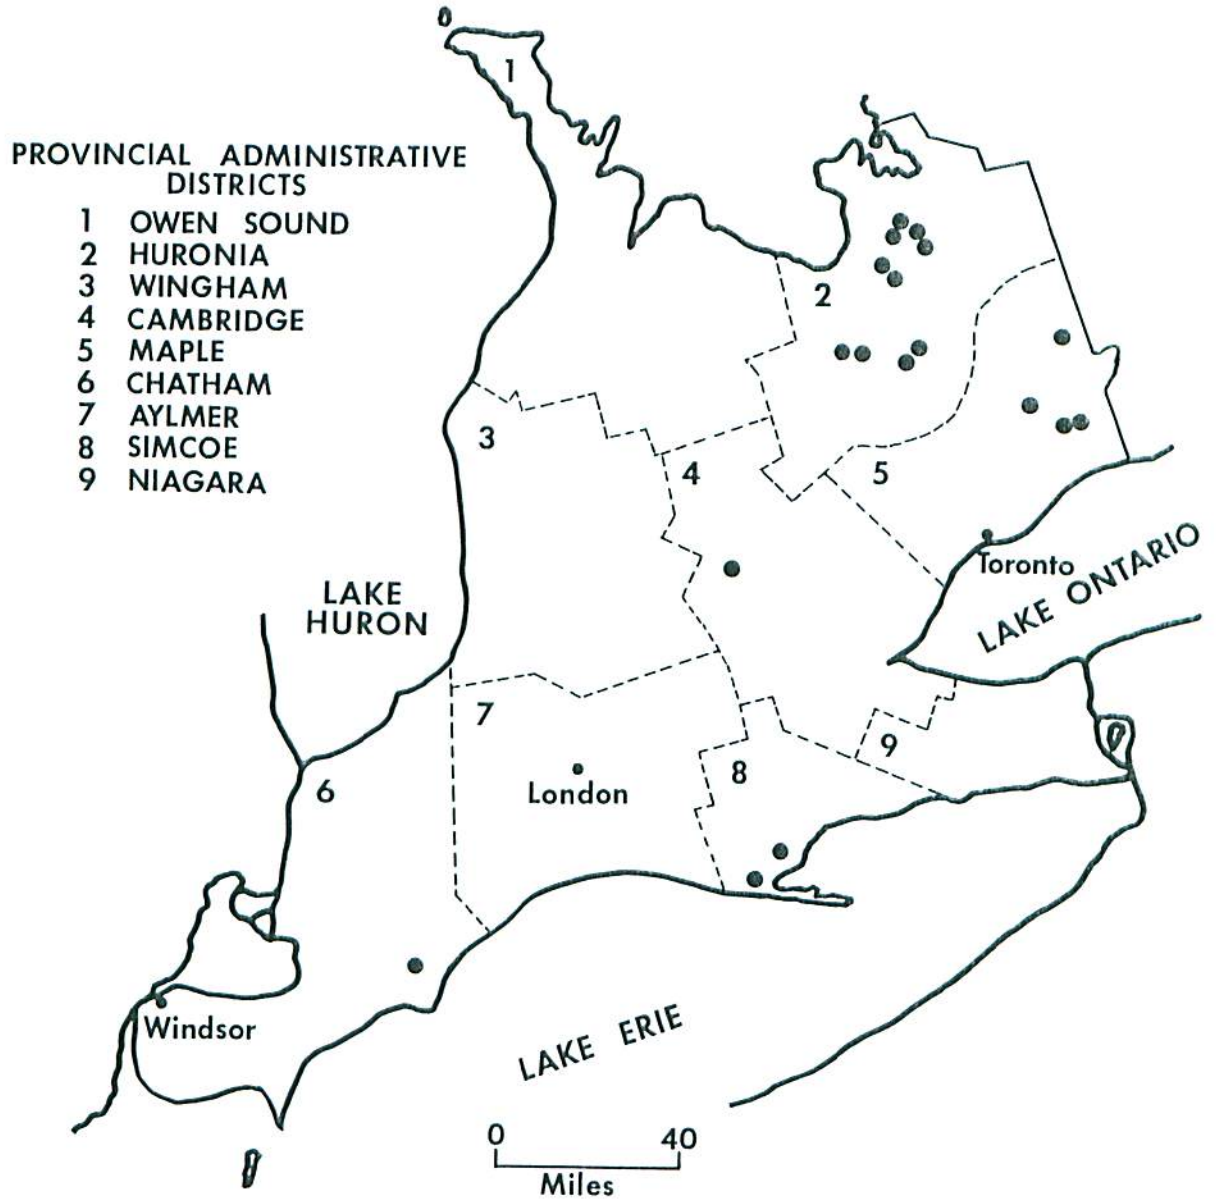 PROVINCIAL ADMINISTRATIVE
DISTRICTS
1 OWEN SOUND
2 HURONIA
3 WINGHAM
4 CAMBRIDGE
5 MAPLE
6 CHATHAM
7 AYLMER
8 SIMCOE
9 NIAGARA
1
2
3
4
5
Toronto
LAKE ONTARIO
LAKE
HURON
7
9
6
8
London
Windsor
LAKE ERIE
0 40
Miles